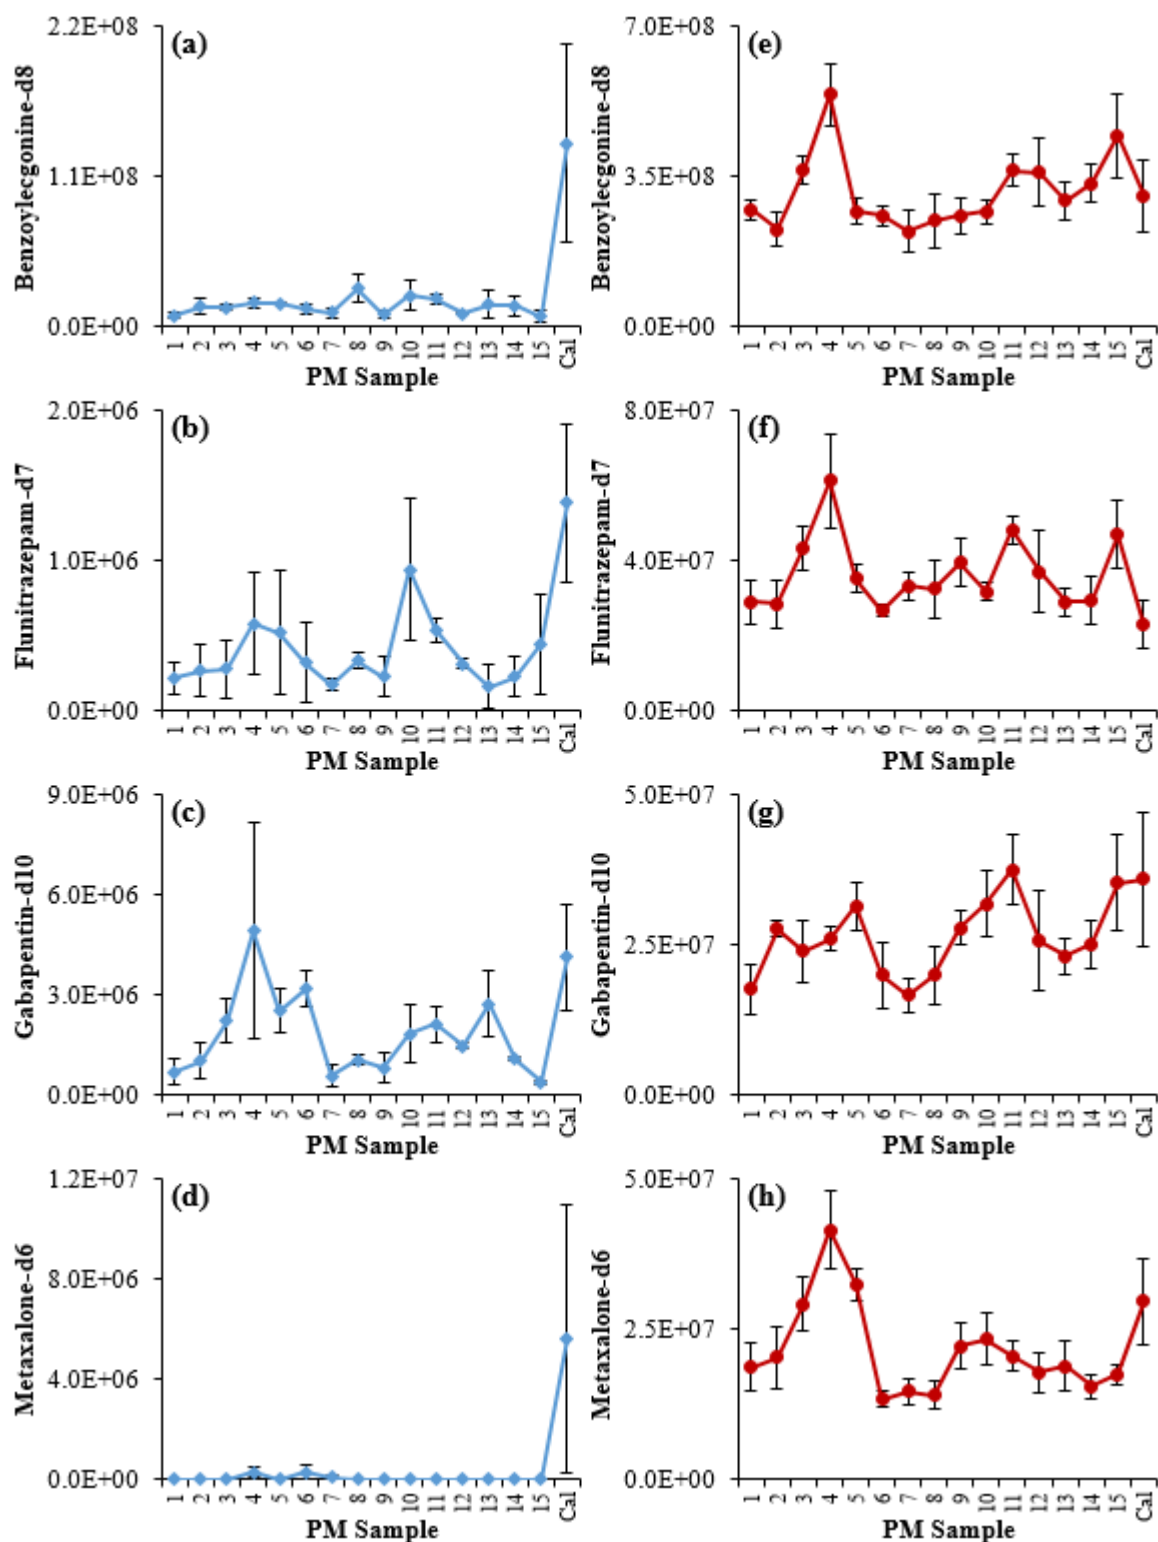 2.2E+08
(a)
1.1E+08
0.0E+00
Benzoylecgonine-d8
1 2 3 4 5 6 7 8 9 10 11 12 13 14 15 Cal
PM Sample
7.0E+08
(e)
3.5E+08
0.0E+00
Benzoylecgonine-d8
1 2 3 4 5 6 7 8 9 10 11 12 13 14 15 Cal
PM Sample
2.0E+06
(b)
1.0E+06
0.0E+00
Flunitrazepam-d7
1 2 3 4 5 6 7 8 9 10 11 12 13 14 15 Cal
PM Sample
8.0E+07
(f)
4.0E+07
0.0E+00
Flunitrazepam-d7
1 2 3 4 5 6 7 8 9 10 11 12 13 14 15 Cal
PM Sample
9.0E+06
(c)
6.0E+06
3.0E+06
0.0E+00
Gabapentin-d10
1 2 3 4 5 6 7 8 9 10 11 12 13 14 15 Cal
PM Sample
5.0E+07
(g)
2.5E+07
0.0E+00
Gabapentin-d10
1 2 3 4 5 6 7 8 9 10 11 12 13 14 15 Cal
PM Sample
1.2E+07
(d)
8.0E+06
4.0E+06
0.0E+00
Metaxalone-d6
1 2 3 4 5 6 7 8 9 10 11 12 13 14 15 Cal
PM Sample
5.0E+07
(h)
2.5E+07
0.0E+00
Metaxalone-d6
1 2 3 4 5 6 7 8 9 10 11 12 13 14 15 Cal
PM Sample